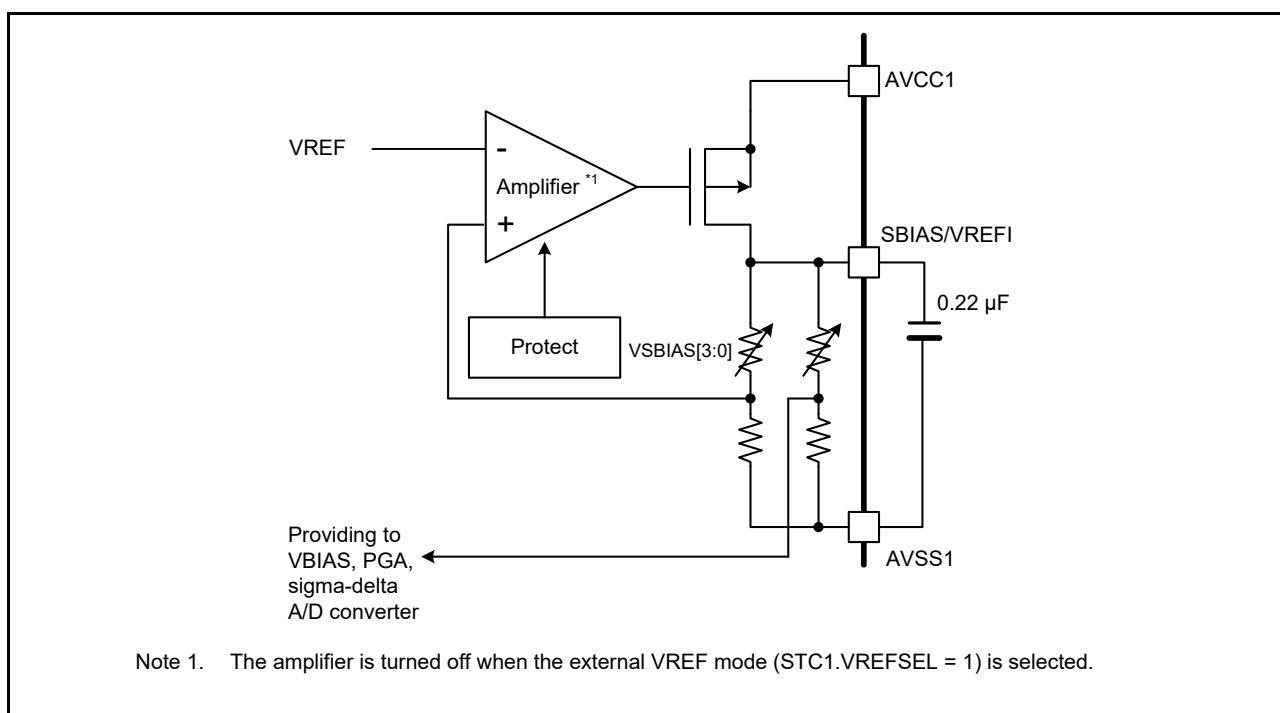 AVCC1
VREF
-
Amplifier *1
+
SBIAS/VREFI
0.22 µF
Protect
VSBIAS[3:0]
Providing to
VBIAS, PGA,
sigma-delta
A/D converter
AVSS1
Note 1. The amplifier is turned off when the external VREF mode (STC1.VREFSEL = 1) is selected.